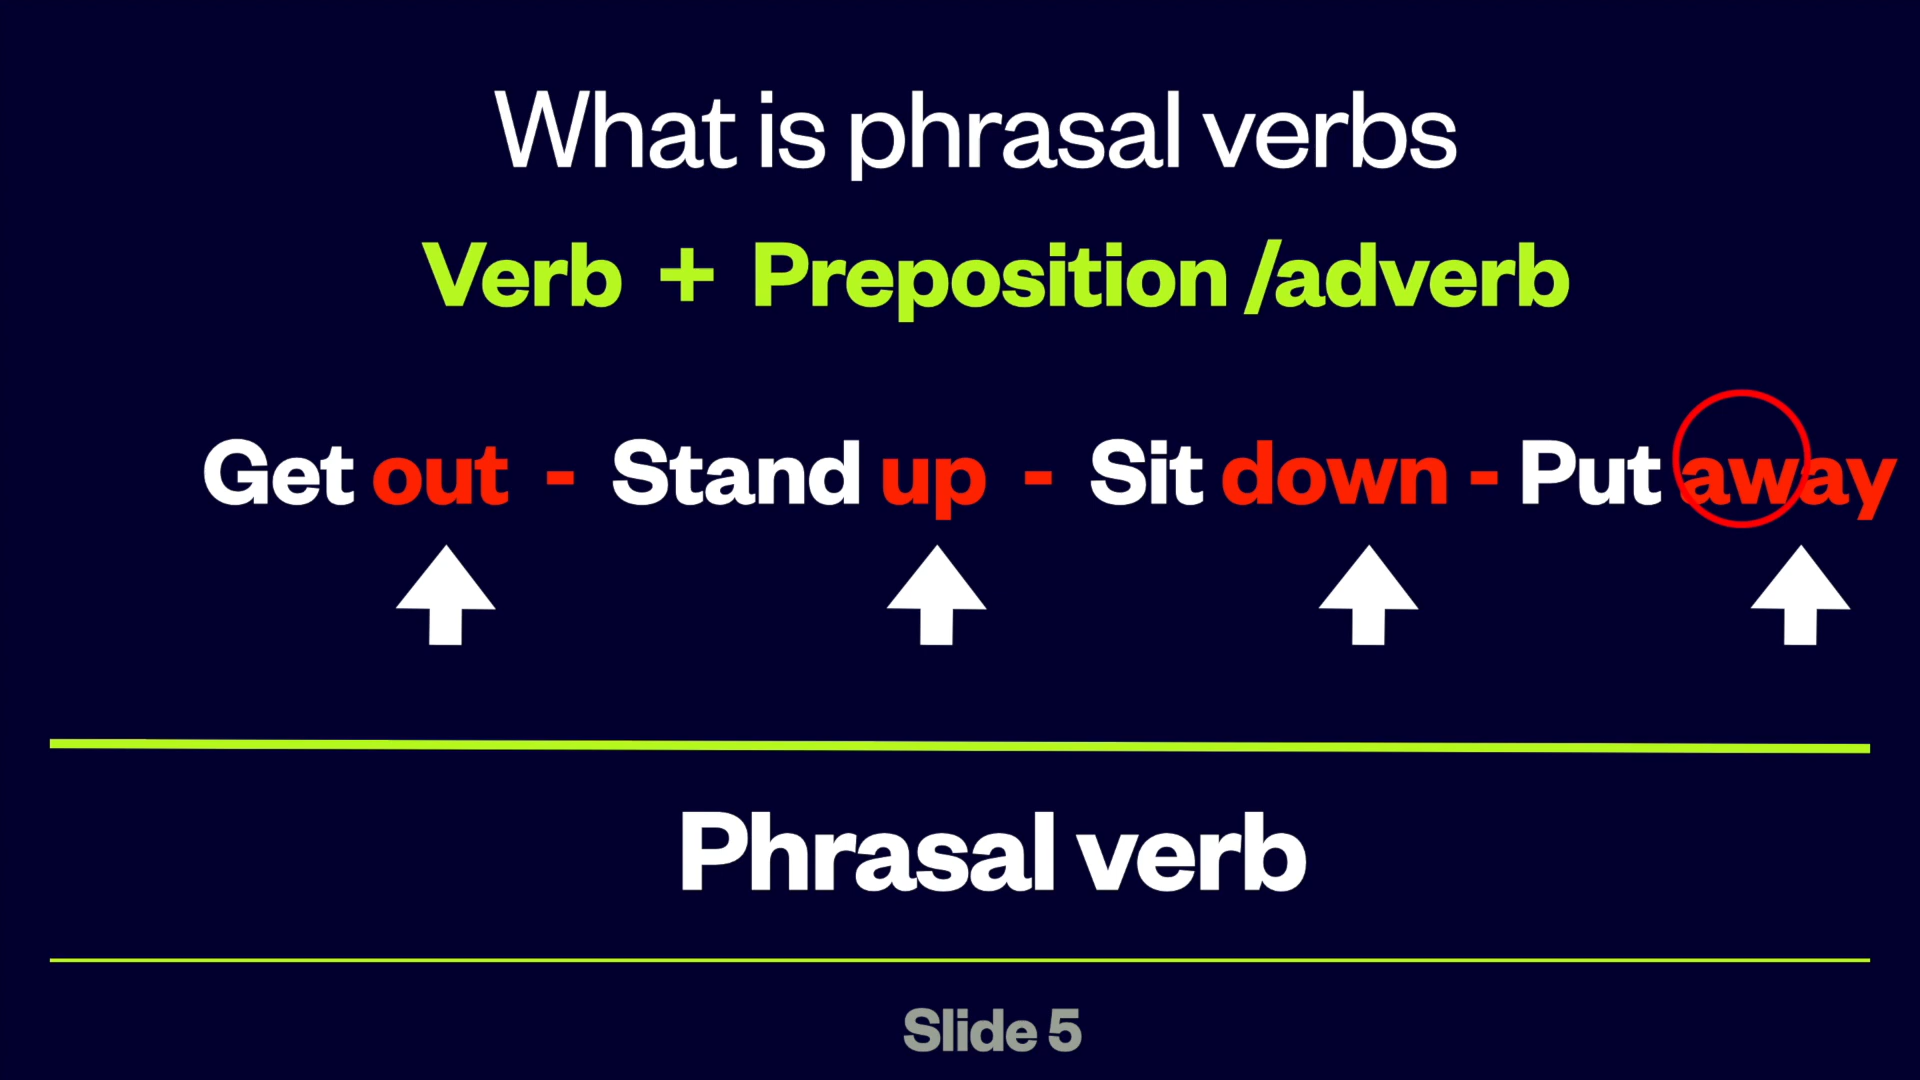 What is phrasal verbs
Verb + Preposition /adverb
Get out - Stand up - Sit down - Put away
Phrasal verb
Slide 5